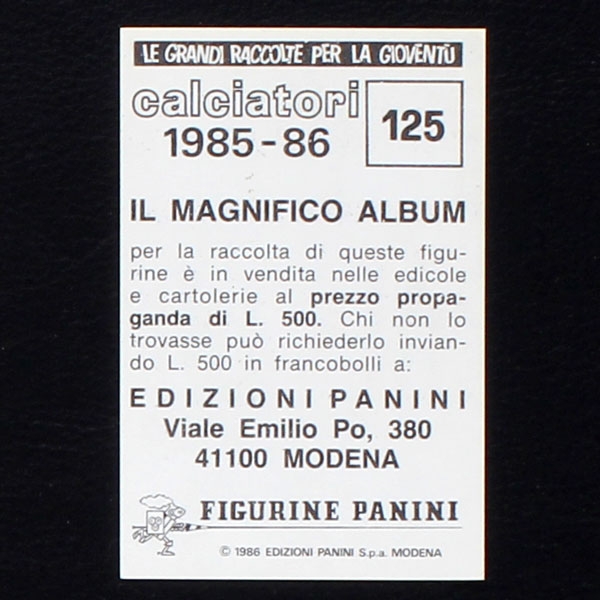 LE GRANDI RACCOLTE PER LA GIOVENTÙ
calciatori
1985-86
125
IL MAGNIFICO ALBUM
per la raccolta di queste figu-
rine è in vendita nelle edicole
e cartolerie al prezzo propa-
ganda di L. 500. Chi non lo
trovasse può richiederlo invian-
do L. 500 in francobolli a:
EDIZIONI PANINI
Viale Emilio Po, 380
41100 MODENA
FIGURINE PANINI
© 1986 EDIZIONI PANINI S.p.a. MODENA